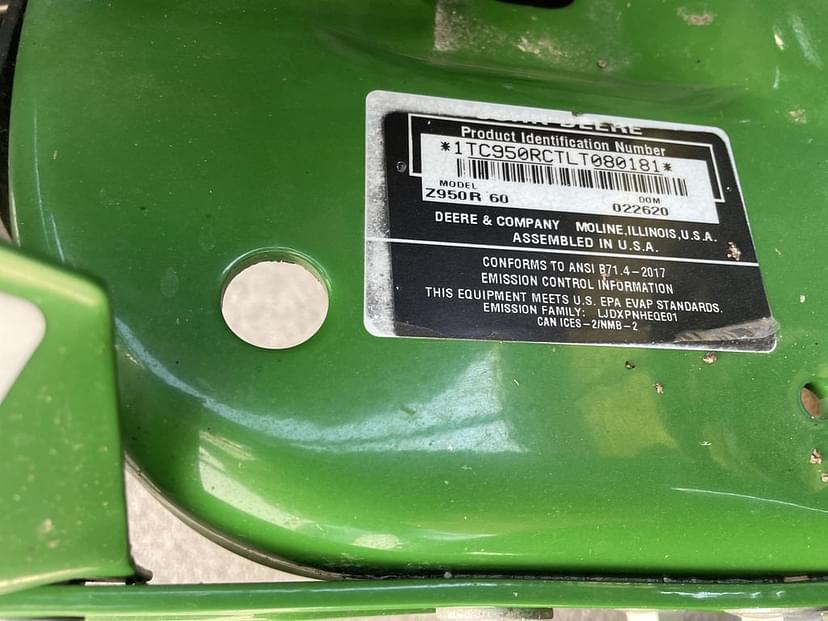 JOHN DEERE
Product Identification Number
*1TC950RCTLT080181*
MODEL DOM
Z950R 60 022620
DEERE & COMPANY MOLINE, ILLINOIS, U.S.A.
ASSEMBLED IN U.S.A.
CONFORMS TO ANSI B71.4-2017
EMISSION CONTROL INFORMATION
THIS EQUIPMENT MEETS U.S. EPA EVAP STANDARDS.
EMISSION FAMILY: LJDXPNHEQE01
CAN ICES-2/NMB-2